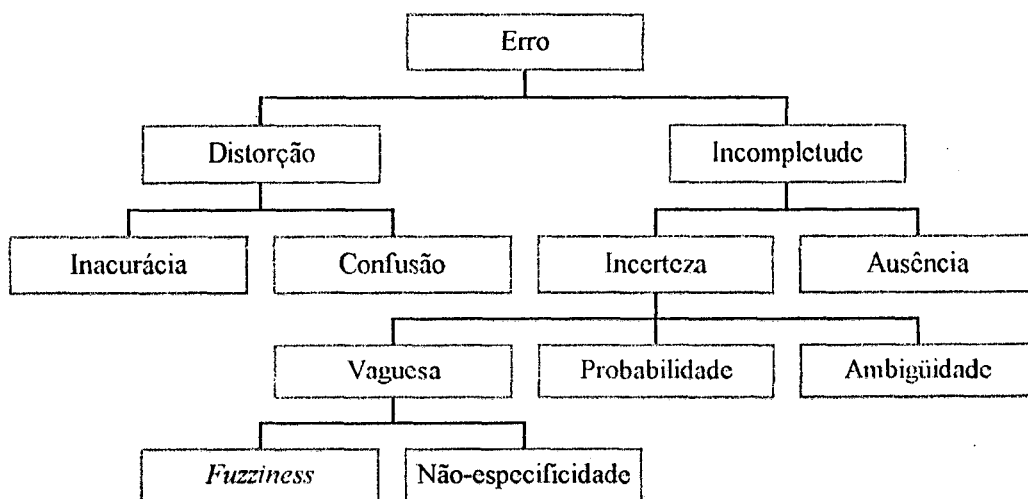 Erro
Distorção
Incompletude
Inacurácia
Confusão
Incerteza
Ausência
Vaguesa
Probabilidade
Ambigüidade
Fuzziness
Não-especificidade